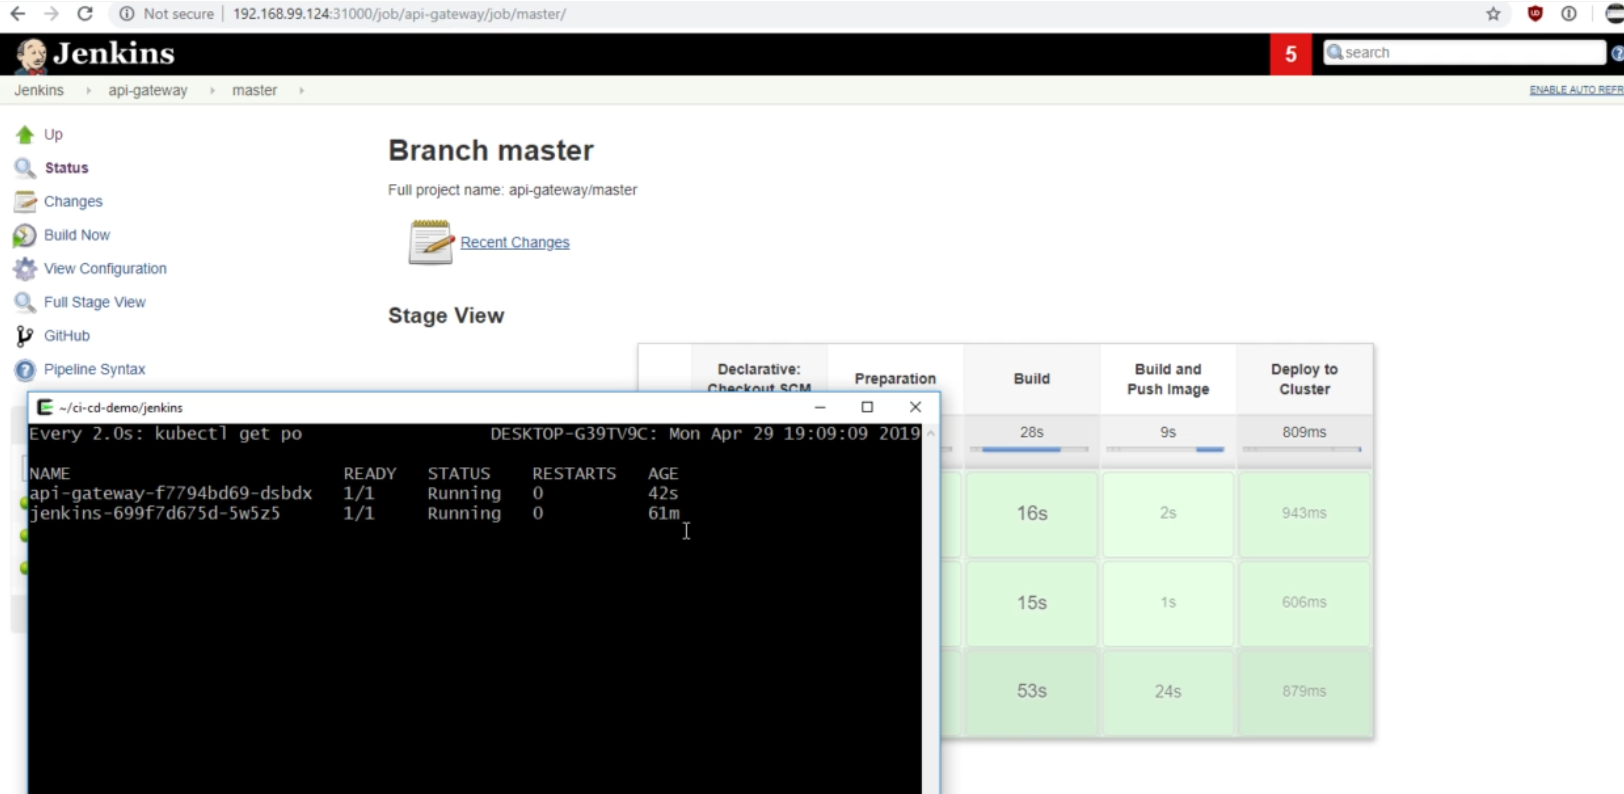 Not secure | 192.168.99.124:31000/job/api-gateway/job/master/
Jenkins
5
search
Jenkins
api-gateway
master
ENABLE AUTO REFR
Up
Status
Changes
Build Now
View Configuration
Full Stage View
GitHub
Pipeline Syntax
Branch master
Full project name: api-gateway/master
Recent Changes
Stage View
Declarative:
Checkout SCM
Preparation
Build
Build and
Push Image
Deploy to
Cluster
28s
9s
809ms
16s
2s
943ms
15s
1s
606ms
53s
24s
879ms
~/ci-cd-demo/jenkins
Every 2.0s: kubectl get po DESKTOP-G39TV9C: Mon Apr 29 19:09:09 2019
NAME READY STATUS RESTARTS AGE
api-gateway-f7794bd69-dsbdx 1/1 Running 0 42s
jenkins-699f7d675d-5w5z5 1/1 Running 0 61m